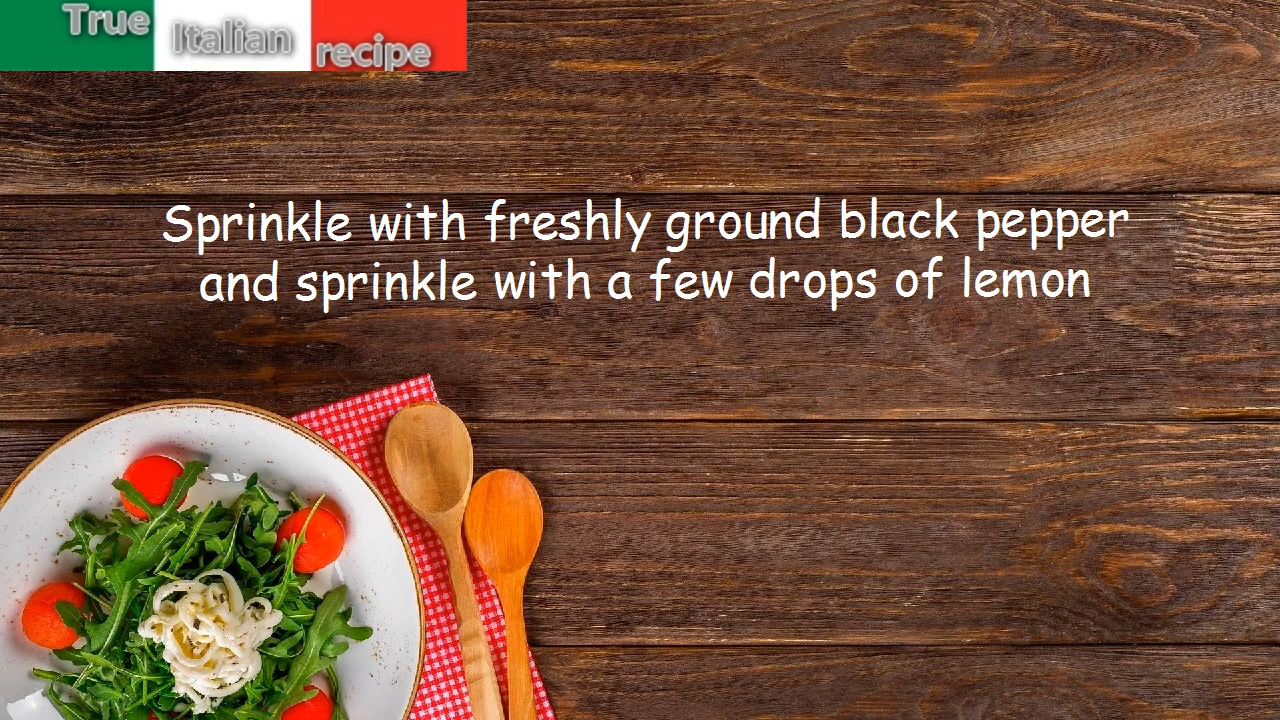 True Italian recipe
Sprinkle with freshly ground black pepper
and sprinkle with a few drops of lemon